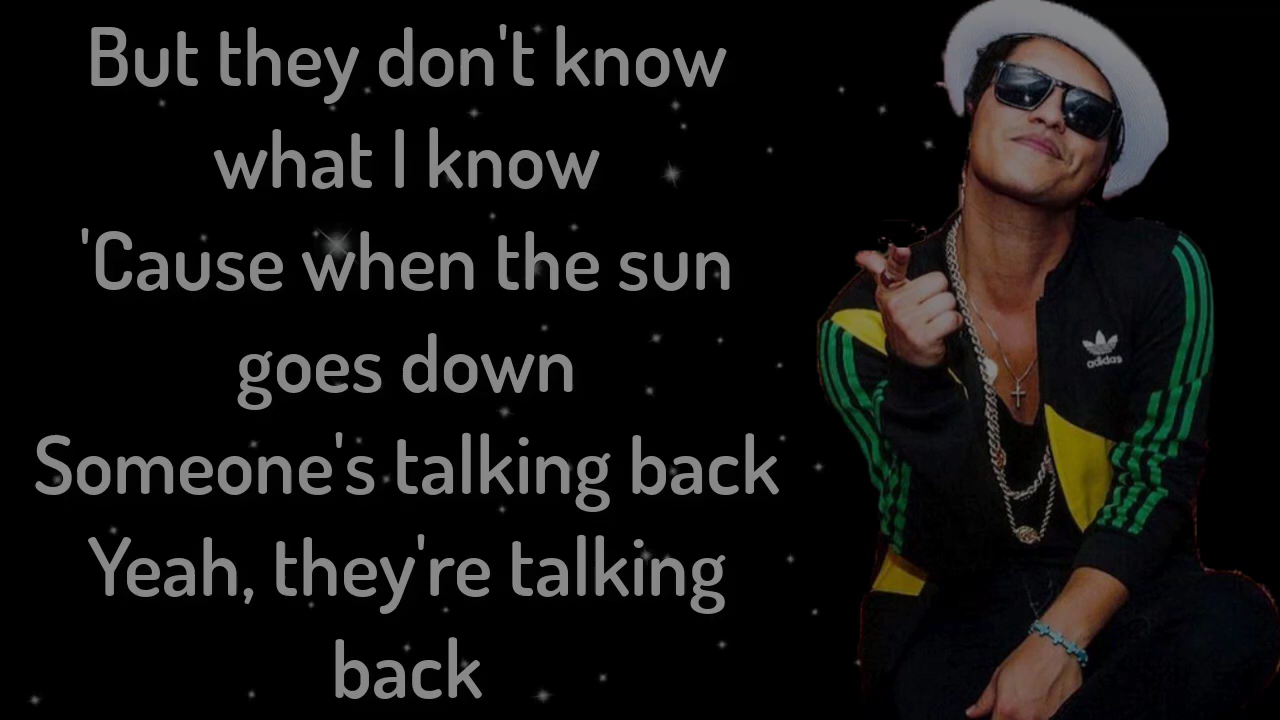 But they don't know
what I know
'Cause when the sun
goes down
Someone's talking back
Yeah, they're talking
back
adidas